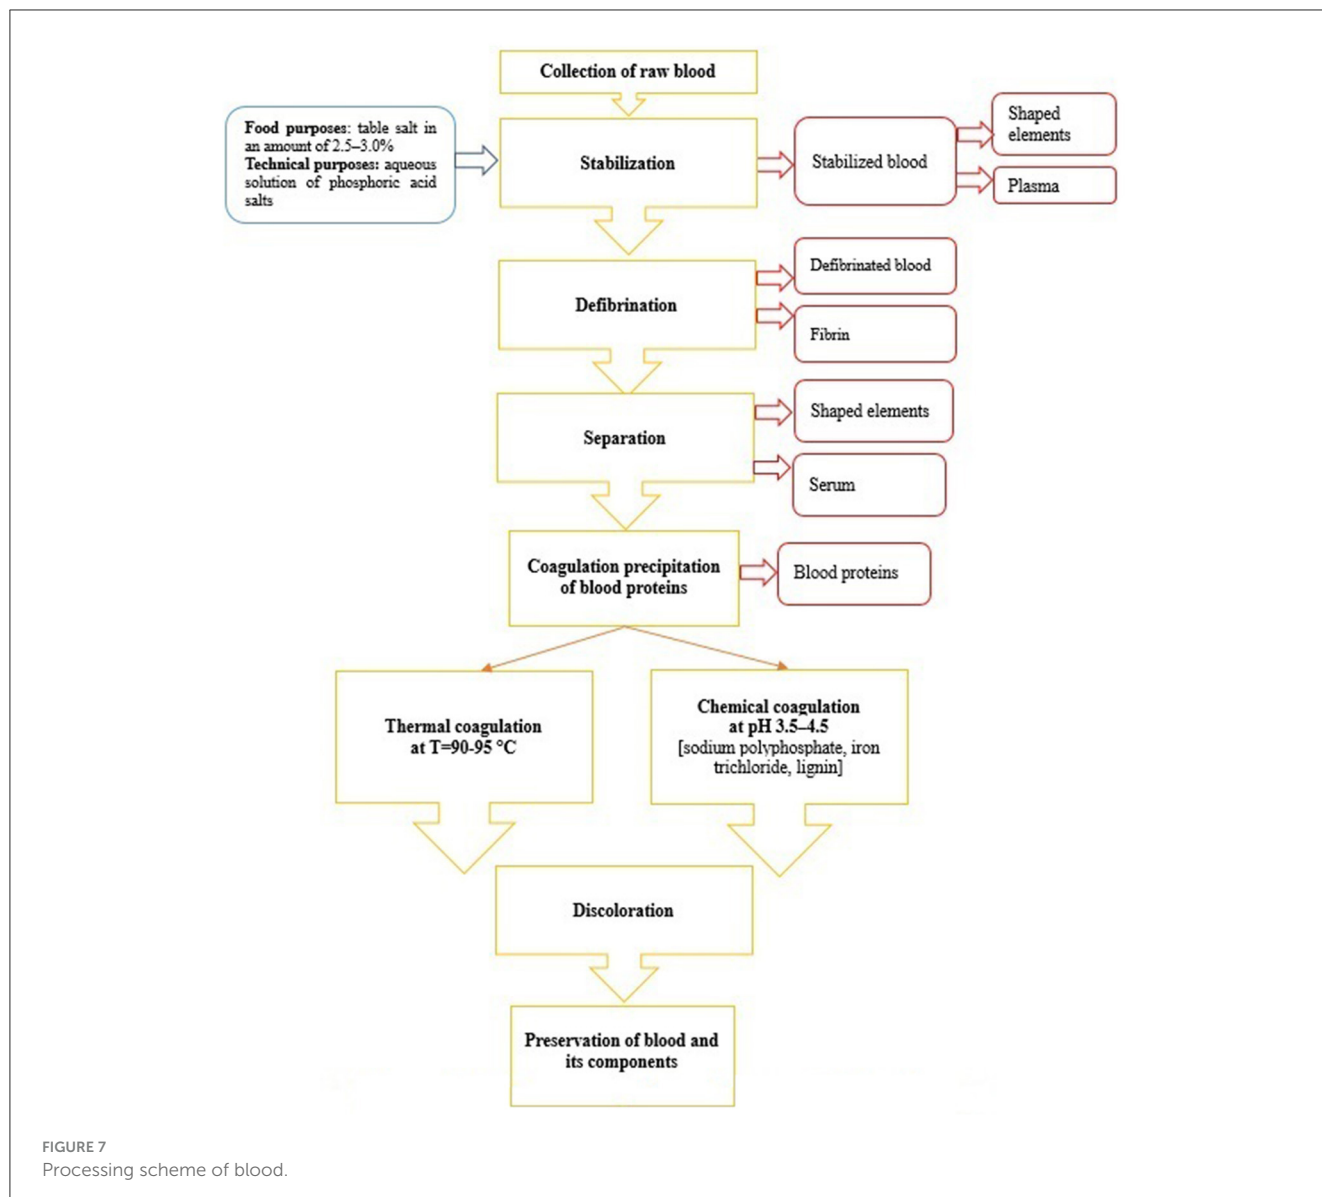 Collection of raw blood
Food purposes: table salt in
an amount of 2.5–3.0%
Technical purposes: aqueous
solution of phosphoric acid
salts
Stabilization
Stabilized blood
Shaped
elements
Plasma
Defibrination
Defibrinated blood
Fibrin
Separation
Shaped elements
Serum
Coagulation precipitation
of blood proteins
Blood proteins
Thermal coagulation
at T=90-95 °C
Chemical coagulation
at pH 3.5–4.5
[sodium polyphosphate, iron
trichloride, lignin]
Discoloration
Preservation of blood and
its components
FIGURE 7
Processing scheme of blood.